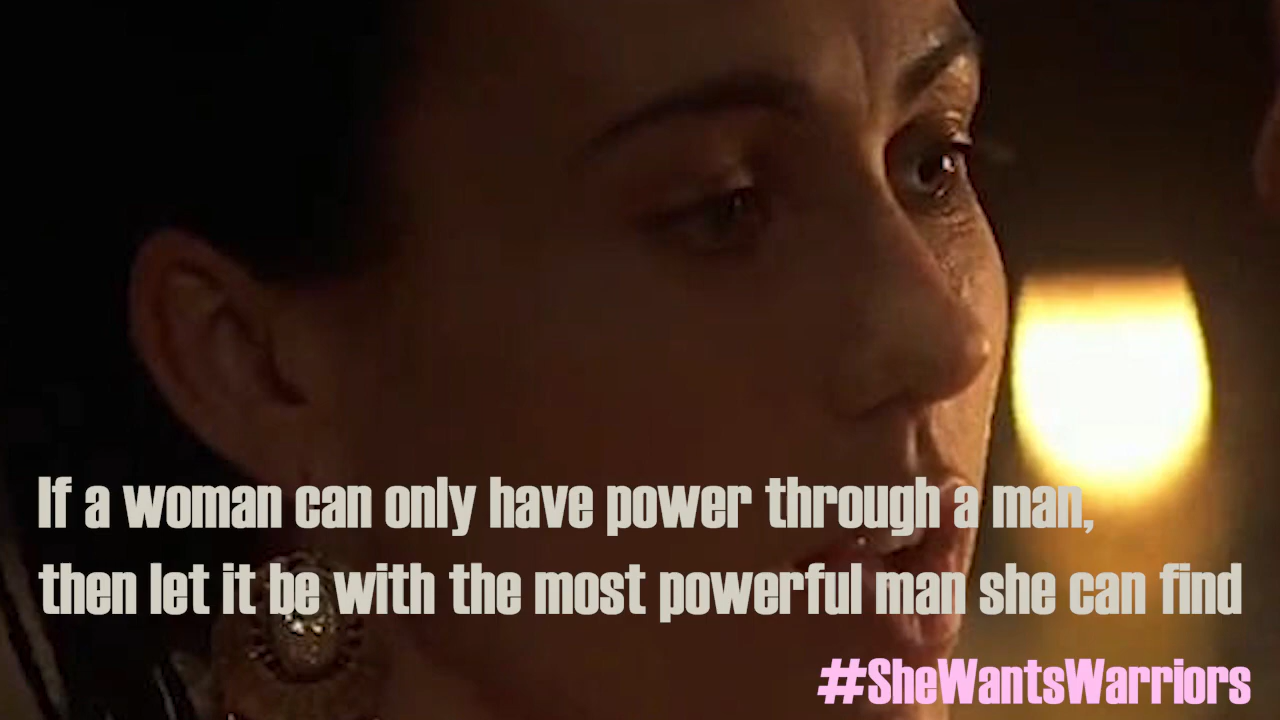 If a woman can only have power through a man,
then let it be with the most powerful man she can find
#SheWantsWarriors